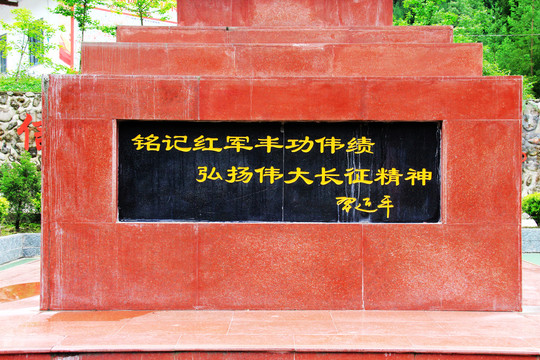 铭记红军丰功伟绩
弘扬伟大长征精神